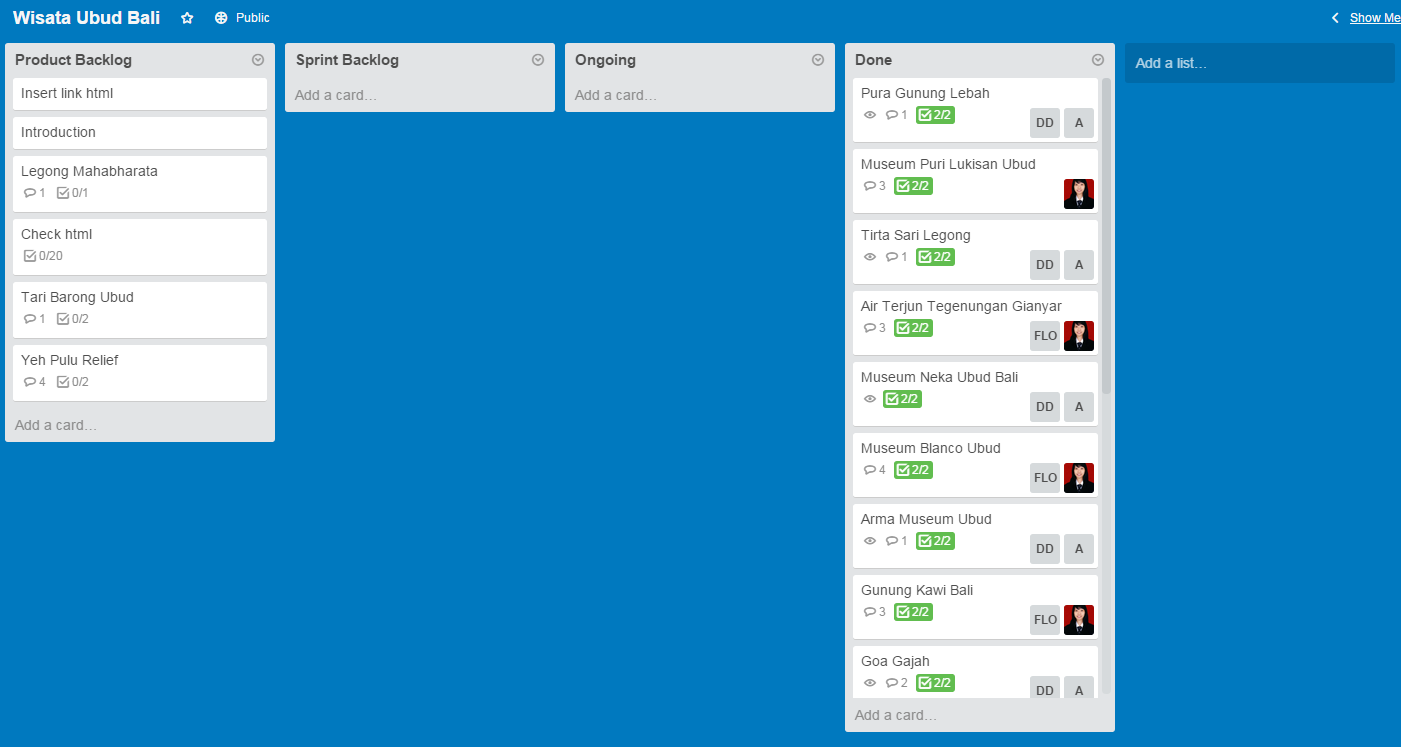 Wisata Ubud Bali
Public
Show Me
Product Backlog
Insert link html
Introduction
Legong Mahabharata
1 0/1
Check html
0/20
Tari Barong Ubud
1 0/2
Yeh Pulu Relief
4 0/2
Add a card…
Sprint Backlog
Add a card…
Ongoing
Add a card…
Done
Pura Gunung Lebah
1 2/2
DD A
Museum Puri Lukisan Ubud
3 2/2
Tirta Sari Legong
1 2/2
DD A
Air Terjun Tegenungan Gianyar
3 2/2
FLO
Museum Neka Ubud Bali
2/2
DD A
Museum Blanco Ubud
4 2/2
FLO
Arma Museum Ubud
1 2/2
DD A
Gunung Kawi Bali
3 2/2
FLO
Goa Gajah
2 2/2
DD A
Add a card…
Add a list…